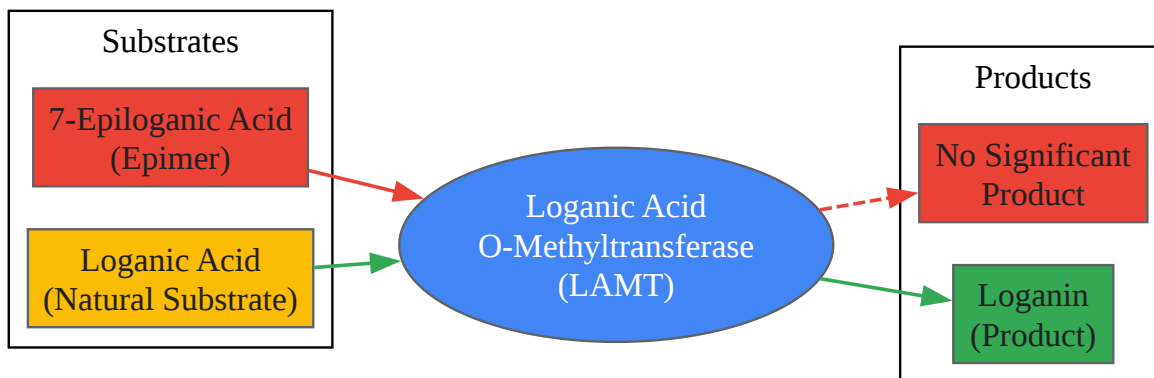 Substrates
7-Epiloganic Acid
(Epimer)
Loganic Acid
(Natural Substrate)
Loganic Acid
O-Methyltransferase
(LAMT)
Products
No Significant
Product
Loganin
(Product)